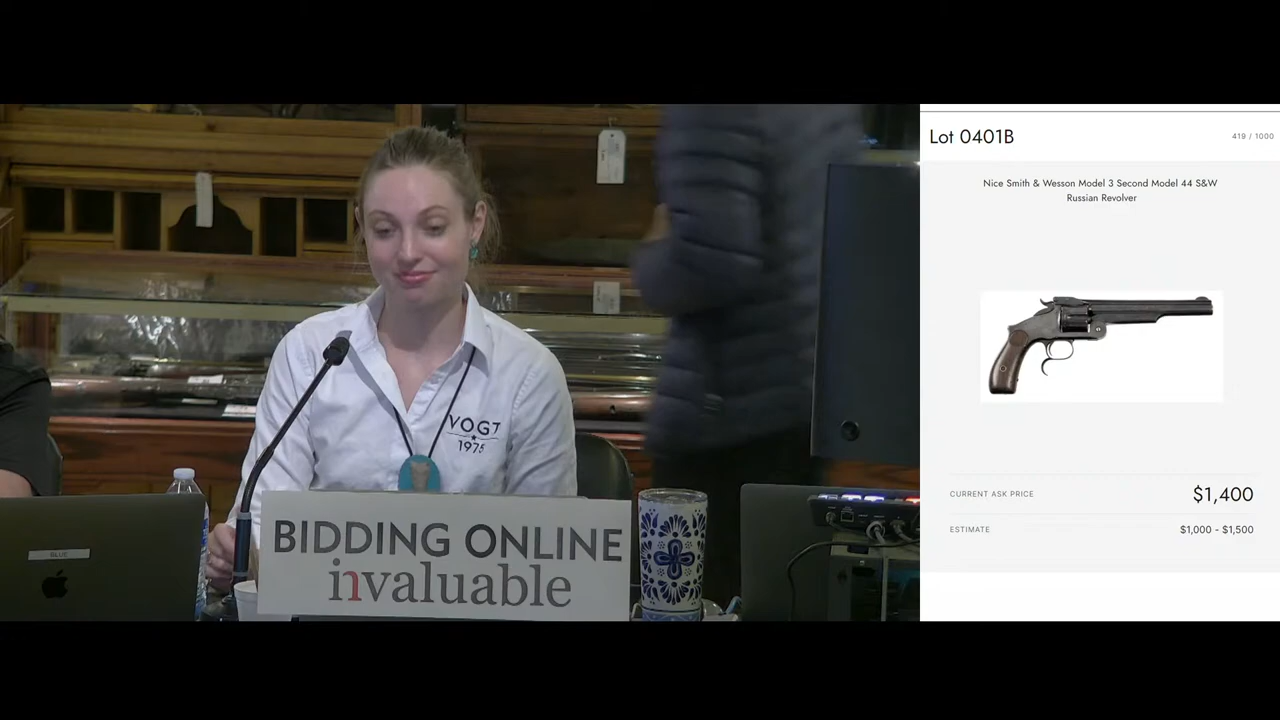 Lot 0401B
419 / 1000
Nice Smith & Wesson Model 3 Second Model 44 S&W
Russian Revolver
CURRENT ASK PRICE
$1,400
ESTIMATE
$1,000 - $1,500
VOGT
1975
BIDDING ONLINE
invaluable
BLUE